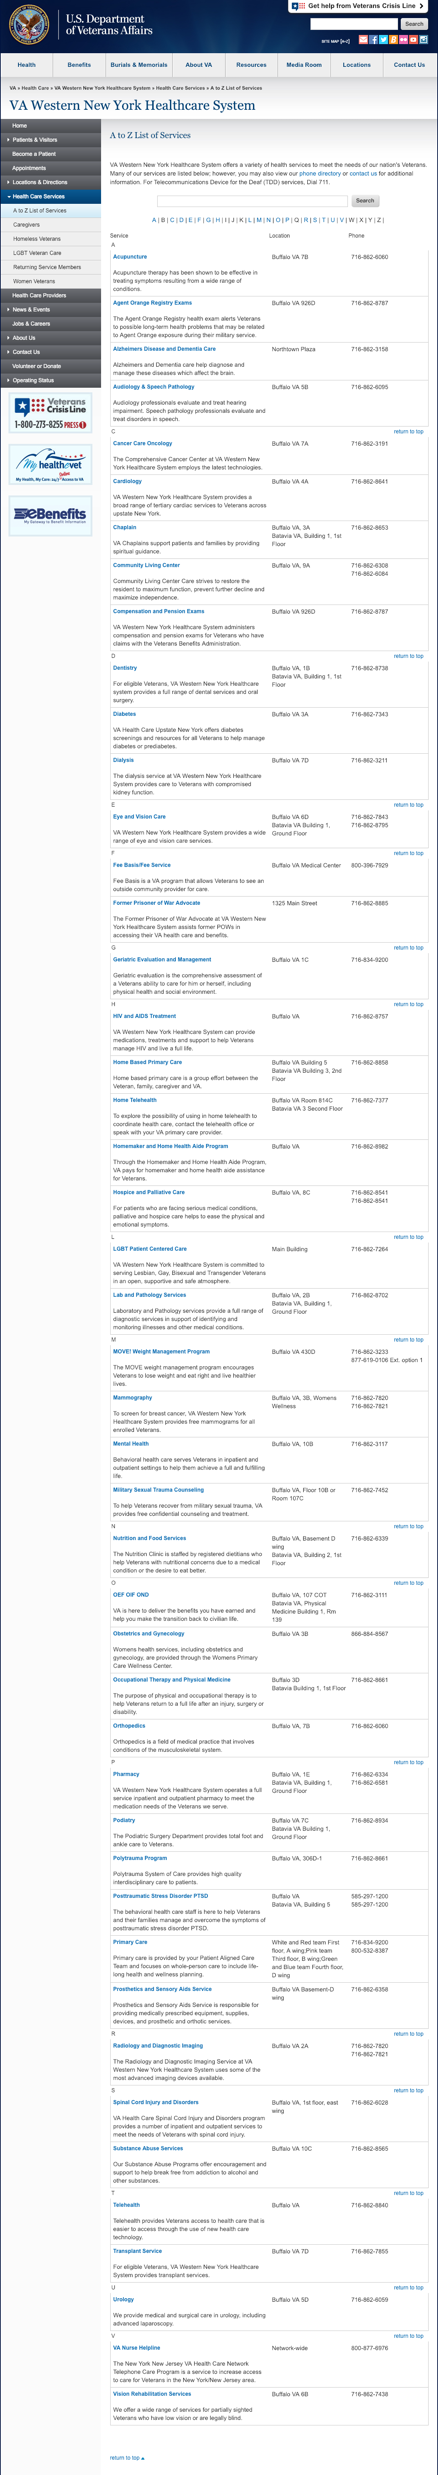 Get help from Veterans Crisis Line
U.S. Department
of Veterans Affairs
Search
SITE MAP [A-Z]
Health
Benefits
Burials & Memorials
About VA
Resources
Media Room
Locations
Contact Us
VA » Health Care » VA Western New York Healthcare System » Health Care Services » A to Z List of Services
VA Western New York Healthcare System
Home
Patients & Visitors
Become a Patient
Appointments
Locations & Directions
Health Care Services
A to Z List of Services
Caregivers
Homeless Veterans
LGBT Veteran Care
Returning Service Members
Women Veterans
Health Care Providers
News & Events
Jobs & Careers
About Us
Contact Us
Volunteer or Donate
Operating Status
Veterans
Crisis Line
1-800-273-8255 PRESS 1
My healthevet
My Health, My Care: 24/7 Online Access to VA
eBenefits
My Gateway to Benefit Information
A to Z List of Services
VA Western New York Healthcare System offers a variety of health services to meet the needs of our nation's Veterans.
Many of our services are listed below; however, you may also view our phone directory or contact us for additional
information. For Telecommunications Device for the Deaf (TDD) services, Dial 711.
Search
A | B | C | D | E | F | G | H | I | J | K | L | M | N | O | P | Q | R | S | T | U | V | W | X | Y | Z |
Service Location Phone
A
Acupuncture Buffalo VA 7B 716-862-6060
Acupuncture therapy has been shown to be effective in
treating symptoms resulting from a wide range of
conditions.
Agent Orange Registry Exams Buffalo VA 926D 716-862-8787
The Agent Orange Registry health exam alerts Veterans
to possible long-term health problems that may be related
to Agent Orange exposure during their military service.
Alzheimers Disease and Dementia Care Northtown Plaza 716-862-3158
Alzheimers and Dementia care help diagnose and
manage these diseases which affect the brain.
Audiology & Speech Pathology Buffalo VA 5B 716-862-6095
Audiology professionals evaluate and treat hearing
impairment. Speech pathology professionals evaluate and
treat disorders in speech.
C return to top
Cancer Care Oncology Buffalo VA 7A 716-862-3191
The Comprehensive Cancer Center at VA Western New
York Healthcare System employs the latest technologies.
Cardiology Buffalo VA 4A 716-862-8641
VA Western New York Healthcare System provides a
broad range of tertiary cardiac services to Veterans across
upstate New York.
Chaplain Buffalo VA, 3A 716-862-8653
Batavia VA, Building 1, 1st
Floor
VA Chaplains support patients and families by providing
spiritual guidance.
Community Living Center Buffalo VA, 9A 716-862-6308
716-862-6084
Community Living Center Care strives to restore the
resident to maximum function, prevent further decline and
maximize independence.
Compensation and Pension Exams Buffalo VA 926D 716-862-8787
VA Western New York Healthcare System administers
compensation and pension exams for Veterans who have
claims with the Veterans Benefits Administration.
D return to top
Dentistry Buffalo VA, 1B 716-862-8738
Batavia VA, Building 1, 1st
Floor
For eligible Veterans, VA Western New York Healthcare
system provides a full range of dental services and oral
surgery.
Diabetes Buffalo VA 3A 716-862-7343
VA Health Care Upstate New York offers diabetes
screenings and resources for all Veterans to help manage
diabetes or prediabetes.
Dialysis Buffalo VA 7D 716-862-3211
The dialysis service at VA Western New York Healthcare
System provides care to Veterans with compromised
kidney function.
E return to top
Eye and Vision Care Buffalo VA 6D 716-862-7843
Batavia VA Building 1, 716-862-8795
Ground Floor
VA Western New York Healthcare System provides a wide
range of eye and vision care services.
F return to top
Fee Basis/Fee Service Buffalo VA Medical Center 800-396-7929
Fee Basis is a VA program that allows Veterans to see an
outside community provider for care.
Former Prisoner of War Advocate 1325 Main Street 716-862-8885
The Former Prisoner of War Advocate at VA Western New
York Healthcare System assists former POWs in
accessing their VA health care and benefits.
G return to top
Geriatric Evaluation and Management Buffalo VA 1C 716-834-9200
Geriatric evaluation is the comprehensive assessment of
a Veterans ability to care for him or herself, including
physical health and social environment.
H return to top
HIV and AIDS Treatment Buffalo VA 716-862-8757
VA Western New York Healthcare System can provide
medications, treatments and support to help Veterans
manage HIV and live a full life.
Home Based Primary Care Buffalo VA Building 5 716-862-8858
Batavia VA Building 3, 2nd
Floor
Home based primary care is a group effort between the
Veteran, family, caregiver and VA.
Home Telehealth Buffalo VA Room 814C 716-862-7377
Batavia VA 3 Second Floor
To explore the possibility of using in home telehealth to
coordinate health care, contact the telehealth office or
speak with your VA primary care provider.
Homemaker and Home Health Aide Program Buffalo VA 716-862-8982
Through the Homemaker and Home Health Aide Program,
VA pays for homemaker and home health aide assistance
for Veterans.
Hospice and Palliative Care Buffalo VA, 8C 716-862-8541
716-862-8541
For patients who are facing serious medical conditions,
palliative and hospice care helps to ease the physical and
emotional symptoms.
L return to top
LGBT Patient Centered Care Main Building 716-862-7264
VA Western New York Healthcare System is committed to
serving Lesbian, Gay, Bisexual and Transgender Veterans
in an open, supportive and safe atmosphere.
Lab and Pathology Services Buffalo VA, 2B 716-862-8702
Batavia VA, Building 1,
Ground Floor
Laboratory and Pathology services provide a full range of
diagnostic services in support of identifying and
monitoring illnesses and other medical conditions.
M return to top
MOVE! Weight Management Program Buffalo VA 430D 716-862-3233
877-819-0106 Ext. option 1
The MOVE weight management program encourages
Veterans to lose weight and eat right and live healthier
lives.
Mammography Buffalo VA, 3B, Womens 716-862-7820
Wellness 716-862-7821
To screen for breast cancer, VA Western New York
Healthcare System provides free mammograms for all
enrolled Veterans.
Mental Health Buffalo VA, 10B 716-862-3117
Behavioral health care serves Veterans in inpatient and
outpatient settings to help them achieve a full and fulfilling
life.
Military Sexual Trauma Counseling Buffalo VA, Floor 10B or 716-862-7452
Room 107C
To help Veterans recover from military sexual trauma, VA
provides free confidential counseling and treatment.
N return to top
Nutrition and Food Services Buffalo VA, Basement D 716-862-6339
wing
Batavia VA, Building 2, 1st
Floor
The Nutrition Clinic is staffed by registered dietitians who
help Veterans with nutritional concerns due to a medical
condition or the desire to eat better.
O return to top
OEF OIF OND Buffalo VA, 107 COT 716-862-3111
Batavia VA, Physical
Medicine Building 1, Rm
139
VA is here to deliver the benefits you have earned and
help you make the transition back to civilian life.
Obstetrics and Gynecology Buffalo VA 3B 866-884-8567
Womens health services, including obstetrics and
gynecology, are provided through the Womens Primary
Care Wellness Center.
Occupational Therapy and Physical Medicine Buffalo 3D 716-862-8661
Batavia Building 1, 1st Floor
The purpose of physical and occupational therapy is to
help Veterans return to a full life after an injury, surgery or
disability.
Orthopedics Buffalo VA, 7B 716-862-6060
Orthopedics is a field of medical practice that involves
conditions of the musculoskeletal system.
P return to top
Pharmacy Buffalo VA, 1E 716-862-6334
Batavia VA, Building 1, 716-862-6581
Ground Floor
VA Western New York Healthcare System operates a full
service inpatient and outpatient pharmacy to meet the
medication needs of the Veterans we serve.
Podiatry Buffalo VA 7C 716-862-8934
Batavia VA Building 1,
Ground Floor
The Podiatric Surgery Department provides total foot and
ankle care to Veterans.
Polytrauma Program Buffalo VA, 306D-1 716-862-8661
Polytrauma System of Care provides high quality
interdisciplinary care to patients.
Posttraumatic Stress Disorder PTSD Buffalo VA 585-297-1200
Batavia VA, Building 5 585-297-1200
The behavioral health care staff is here to help Veterans
and their families manage and overcome the symptoms of
posttraumatic stress disorder PTSD.
Primary Care White and Red team First 716-834-9200
floor, A wing;Pink team 800-532-8387
Third floor, B wing;Green
and Blue team Fourth floor,
D wing
Primary care is provided by your Patient Aligned Care
Team and focuses on whole-person care to include life-
long health and wellness planning.
Prosthetics and Sensory Aids Service Buffalo VA Basement-D 716-862-6358
wing
Prosthetics and Sensory Aids Service is responsible for
providing medically prescribed equipment, supplies,
devices, and prosthetic and orthotic services.
R return to top
Radiology and Diagnostic Imaging Buffalo VA 2A 716-862-7820
716-862-7821
The Radiology and Diagnostic Imaging Service at VA
Western New York Healthcare System uses some of the
most advanced imaging devices available.
S return to top
Spinal Cord Injury and Disorders Buffalo VA, 1st floor, east 716-862-6028
wing
VA Health Care Spinal Cord Injury and Disorders program
provides a number of inpatient and outpatient services to
meet the needs of Veterans with spinal cord injury.
Substance Abuse Services Buffalo VA 10C 716-862-8565
Our Substance Abuse Programs offer encouragement and
support to help break free from addiction to alcohol and
other substances.
T return to top
Telehealth Buffalo VA 716-862-8840
Telehealth provides Veterans access to health care that is
easier to access through the use of new health care
technology.
Transplant Service Buffalo VA 7D 716-862-7855
For eligible Veterans, VA Western New York Healthcare
System provides transplant services.
U return to top
Urology Buffalo VA 5D 716-862-6059
We provide medical and surgical care in urology, including
advanced laparoscopy.
V return to top
VA Nurse Helpline Network-wide 800-877-6976
The New York New Jersey VA Health Care Network
Telephone Care Program is a service to increase access
to care for Veterans in the New York/New Jersey area.
Vision Rehabilitation Services Buffalo VA 6B 716-862-7438
We offer a wide range of services for partially sighted
Veterans who have low vision or are legally blind.
return to top